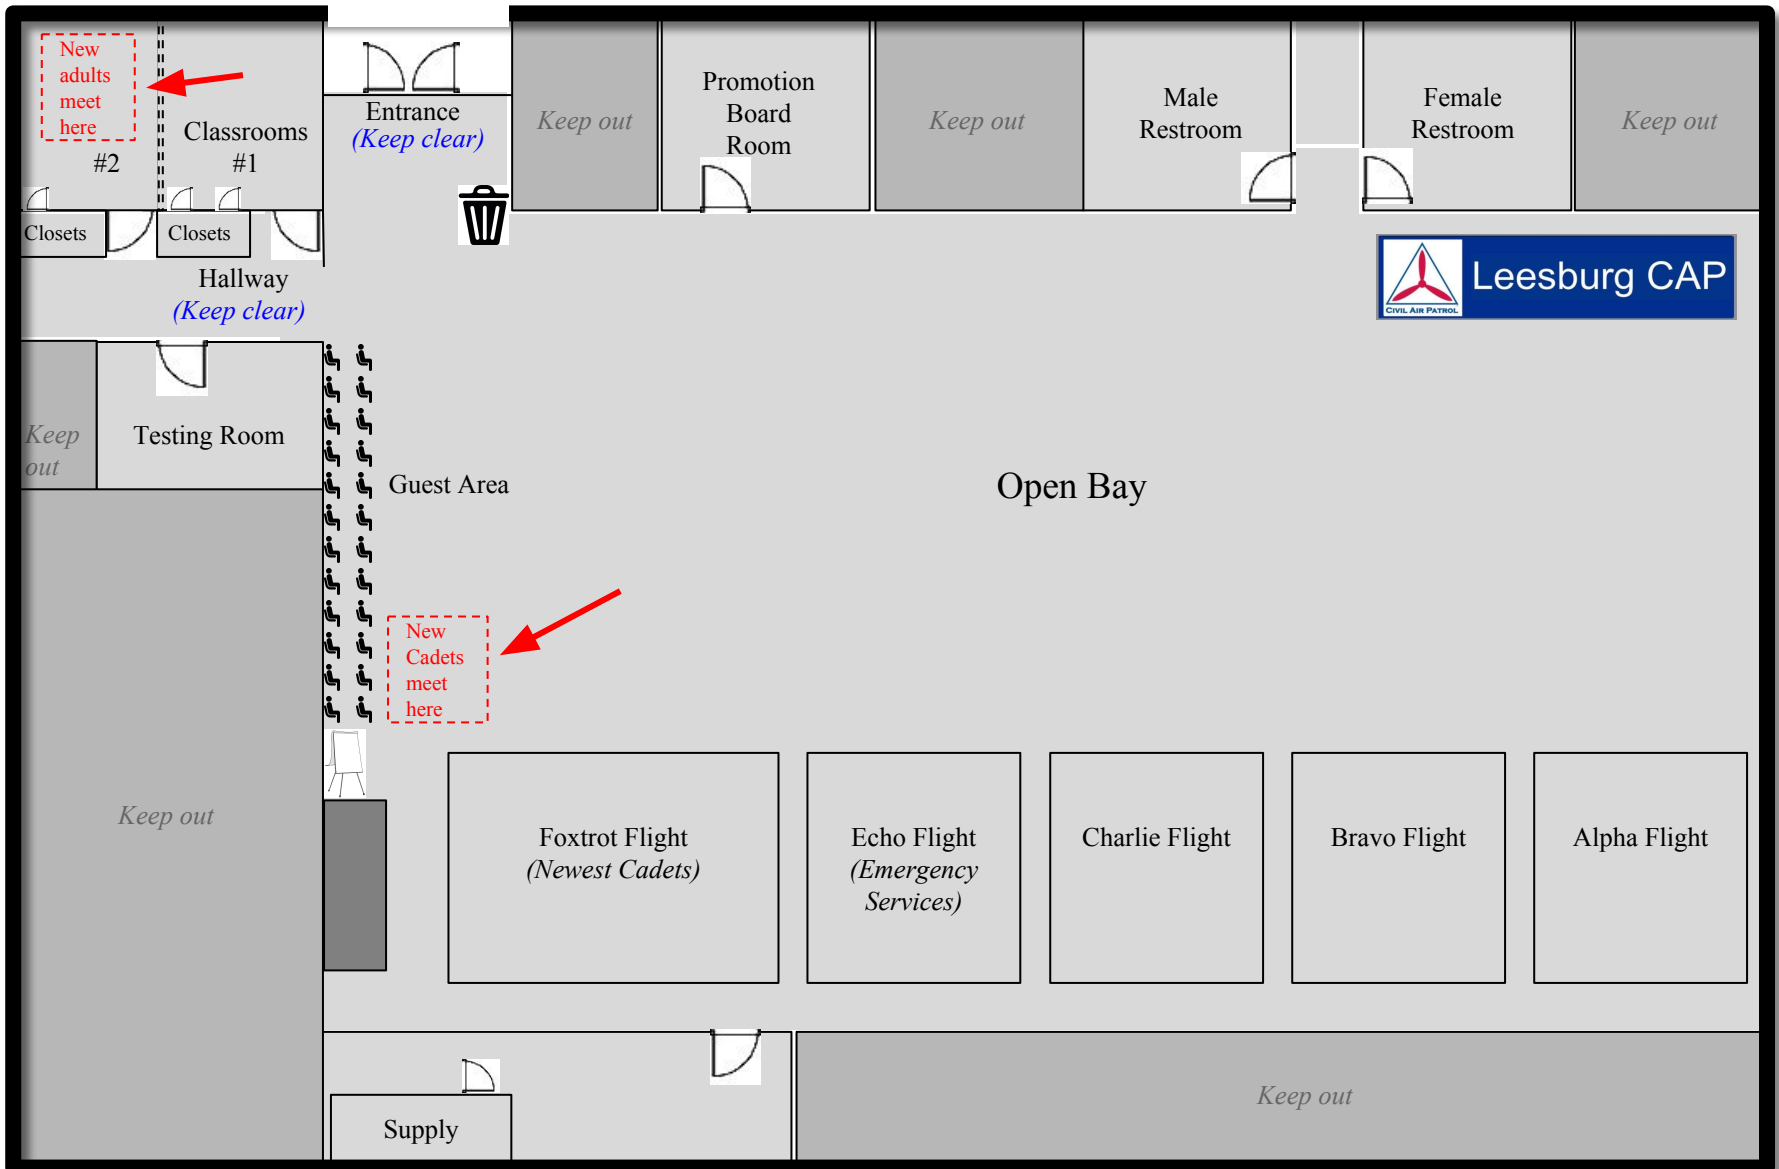 New
adults
meet
here
#2
Classrooms
#1
Entrance
(Keep clear)
Keep out
Promotion
Board
Room
Keep out
Male
Restroom
Female
Restroom
Keep out
Closets
Closets
Hallway
(Keep clear)
CIVIL AIR PATROL
Leesburg CAP
Keep
out
Testing Room
Guest Area
Open Bay
New
Cadets
meet
here
Keep out
Foxtrot Flight
(Newest Cadets)
Echo Flight
(Emergency
Services)
Charlie Flight
Bravo Flight
Alpha Flight
Supply
Keep out